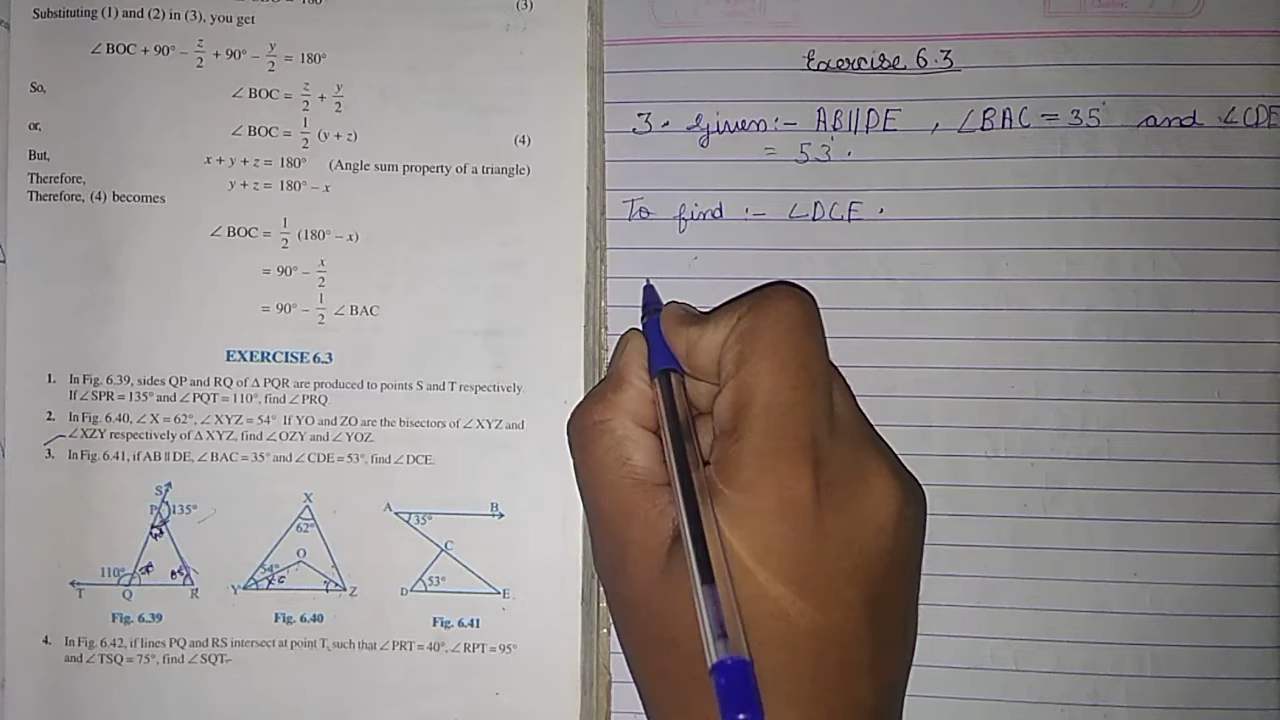 Substituting (1) and (2) in (3), you get
(3)
∠ BOC + 90° − z/2 + 90° − y/2 = 180°
So,
∠ BOC = z/2 + y/2
or,
∠ BOC = 1/2 (y + z)
(4)
But,
x + y + z = 180° (Angle sum property of a triangle)
Therefore,
y + z = 180° − x
Therefore, (4) becomes
∠ BOC = 1/2 (180° − x)
= 90° − x/2
= 90° − 1/2 ∠ BAC
EXERCISE 6.3
1. In Fig. 6.39, sides QP and RQ of Δ PQR are produced to points S and T respectively.
If ∠ SPR = 135° and ∠ PQT = 110°, find ∠ PRQ.
2. In Fig. 6.40, ∠ X = 62°, ∠ XYZ = 54° If YO and ZO are the bisectors of ∠ XYZ and
∠ XZY respectively of Δ XYZ, find ∠ OZY and ∠ YOZ.
3. In Fig. 6.41, if AB || DE, ∠ BAC = 35° and ∠ CDE = 53°, find ∠ DCE.
S
P
135°
110°
T
Q
R
Fig. 6.39
X
62°
O
54°
Y
Z
Fig. 6.40
A
B
35°
C
D
53°
E
Fig. 6.41
4. In Fig. 6.42, if lines PQ and RS intersect at point T, such that ∠ PRT = 40°, ∠ RPT = 95°
and ∠ TSQ = 75°, find ∠ SQT.
Exercise 6.3
3. Given:- AB||DE , ∠BAC = 35° and ∠CDE
= 53°.
To find :- ∠DCE.